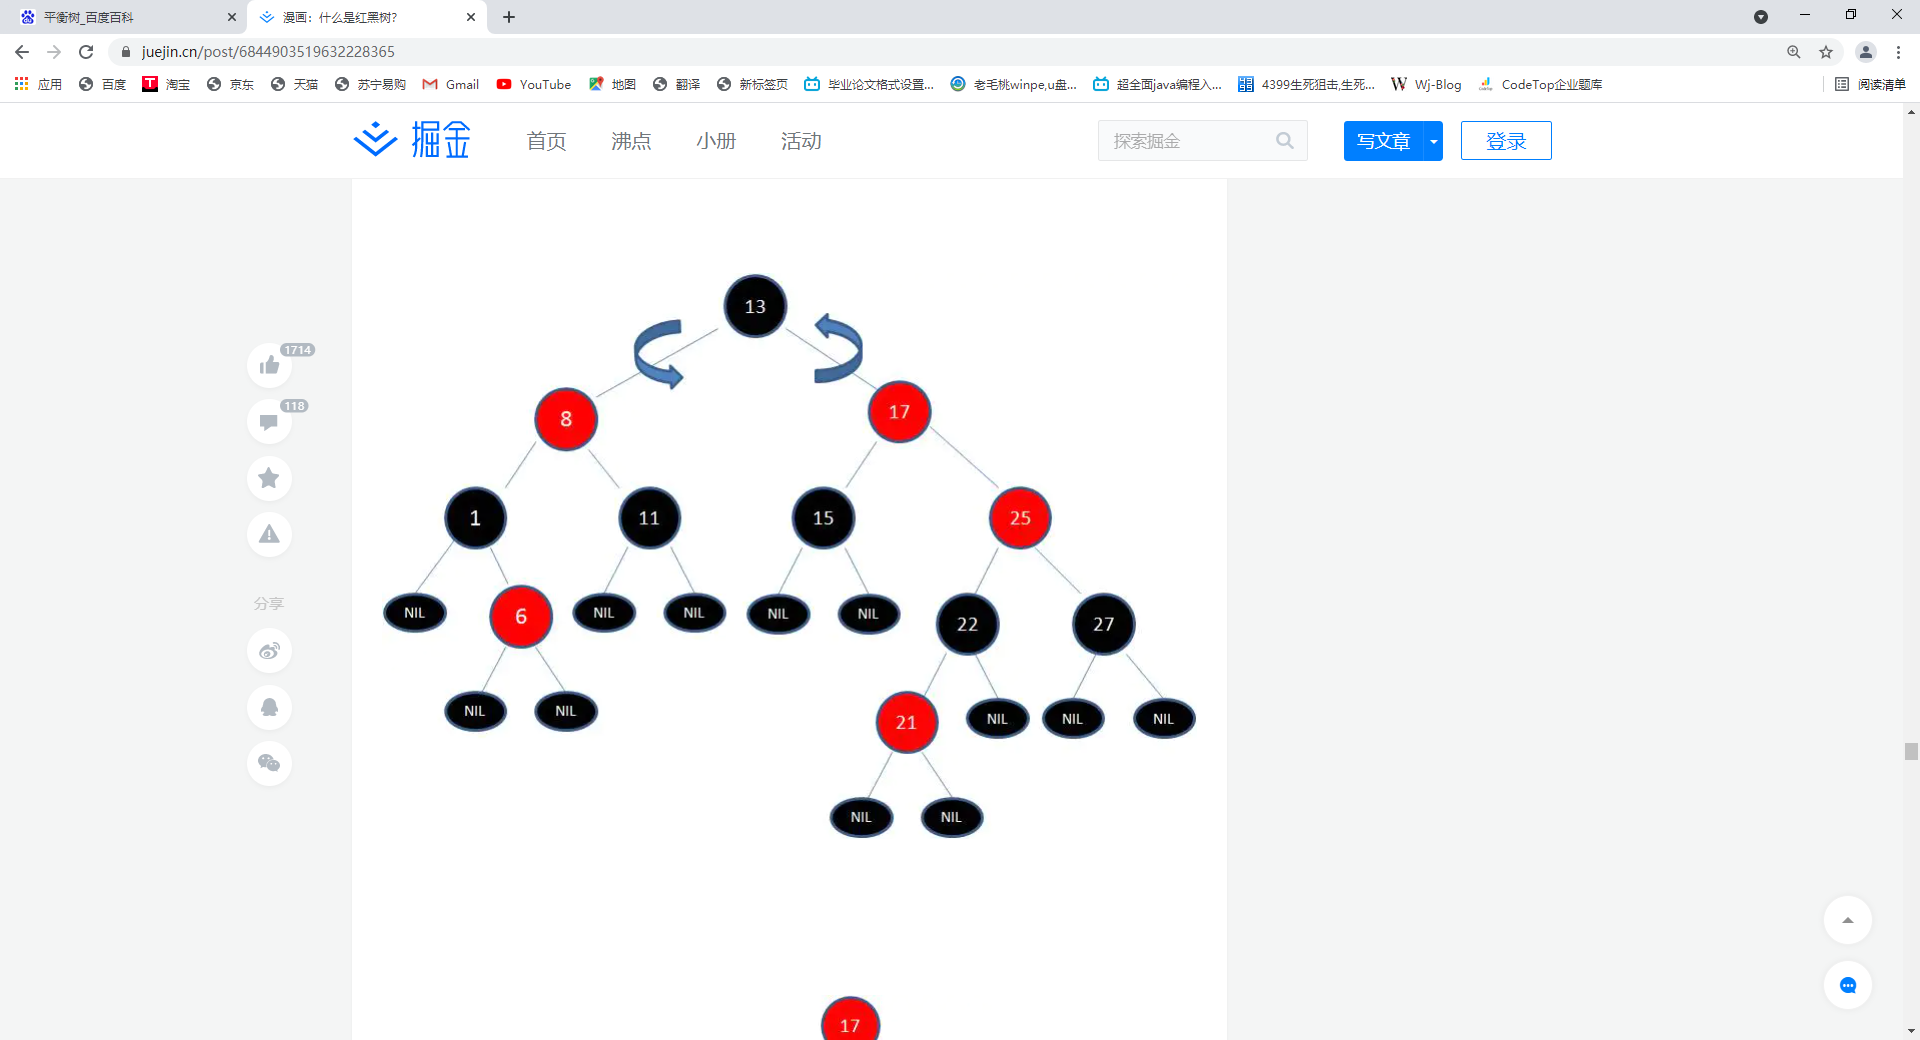 平衡树_百度百科
漫画：什么是红黑树？
juejin.cn/post/6844903519632228365
应用 百度 淘宝 京东 天猫 苏宁易购 Gmail YouTube 地图 翻译 新标签页 毕业论文格式设置... 老毛桃winpe,u盘... 超全面java编程入... 4399生死狙击,生死... Wj-Blog CodeTop企业题库 阅读清单
掘金 首页 沸点 小册 活动 探索掘金 写文章 登录
13
1714
118
8 17
1 11 15 25
分享
NIL 6 NIL NIL NIL NIL 22 27
NIL NIL 21 NIL NIL NIL
NIL NIL
17